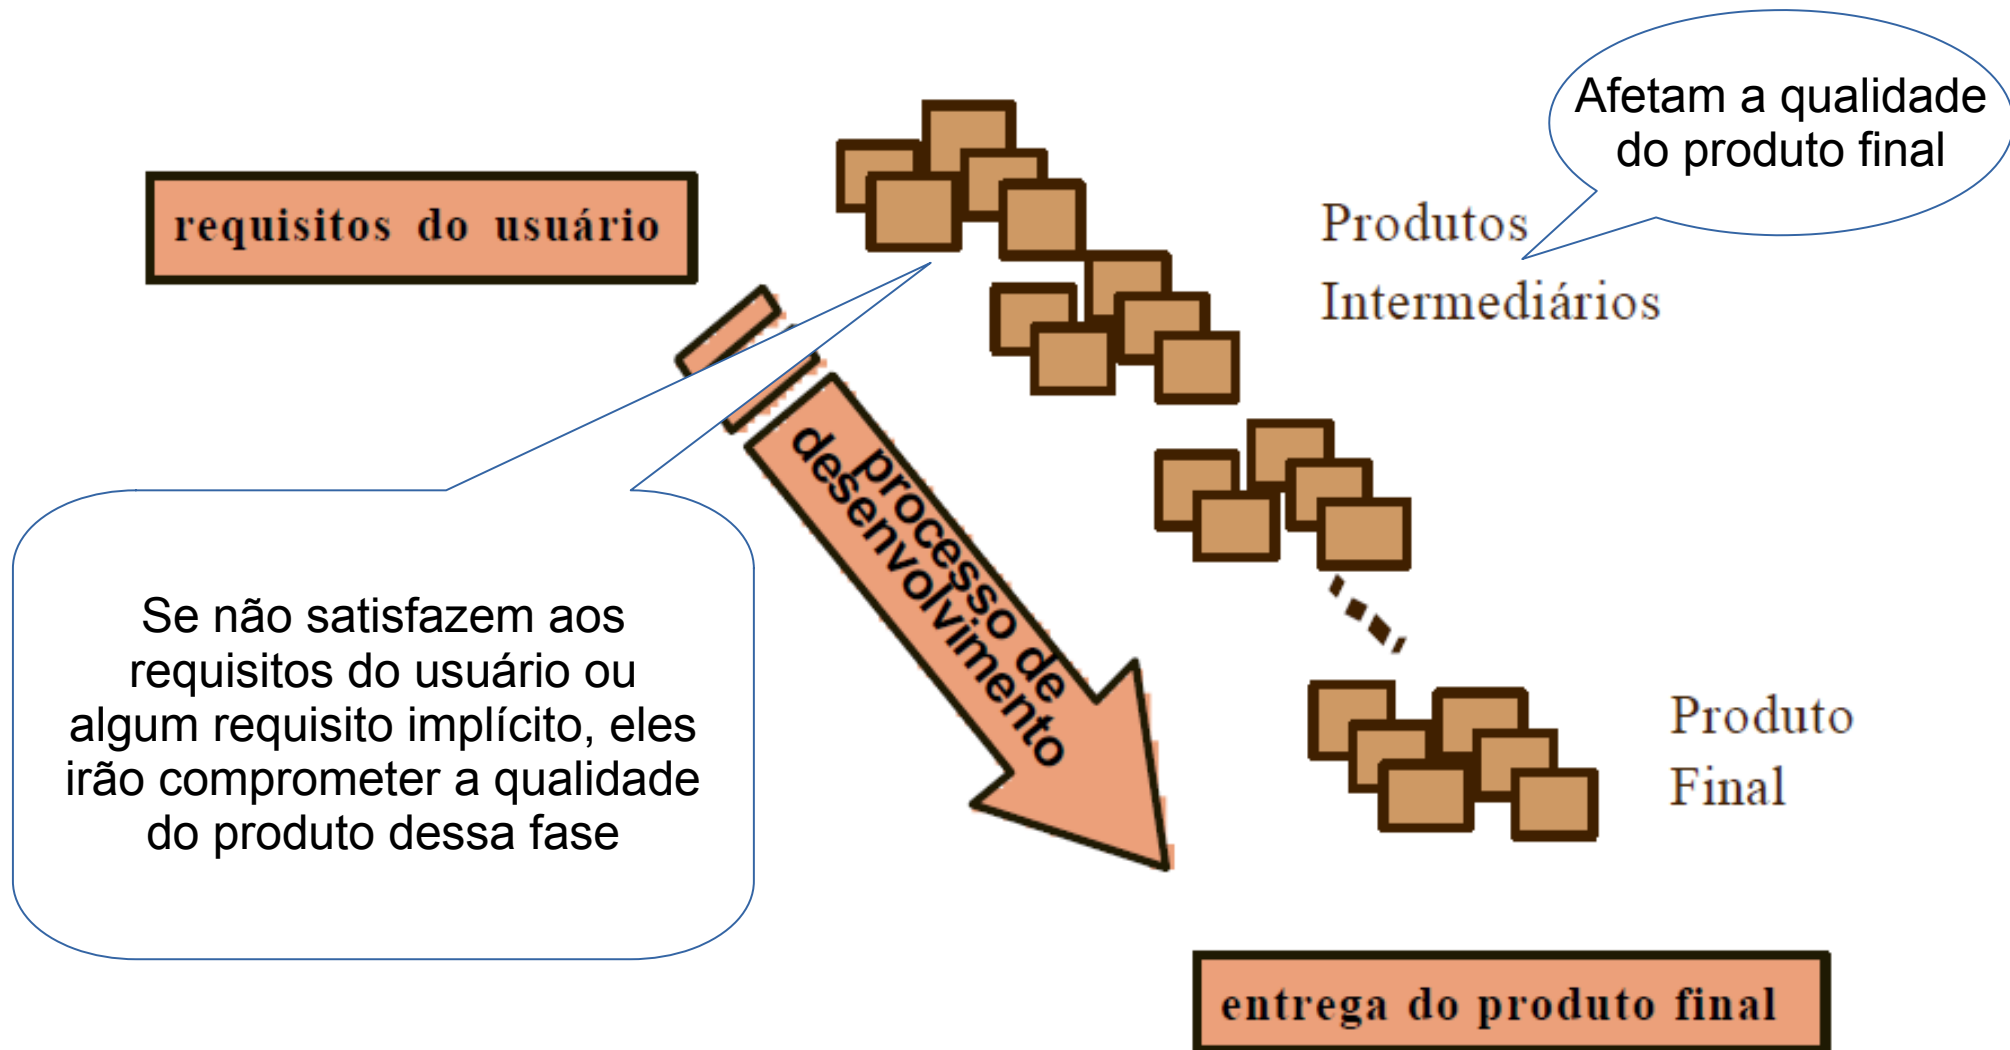 Afetam a qualidade
do produto final
requisitos do usuário
Produtos
Intermediários
processo de
desenvolvimento
Se não satisfazem aos
requisitos do usuário ou
algum requisito implícito, eles
irão comprometer a qualidade
do produto dessa fase
Produto
Final
entrega do produto final